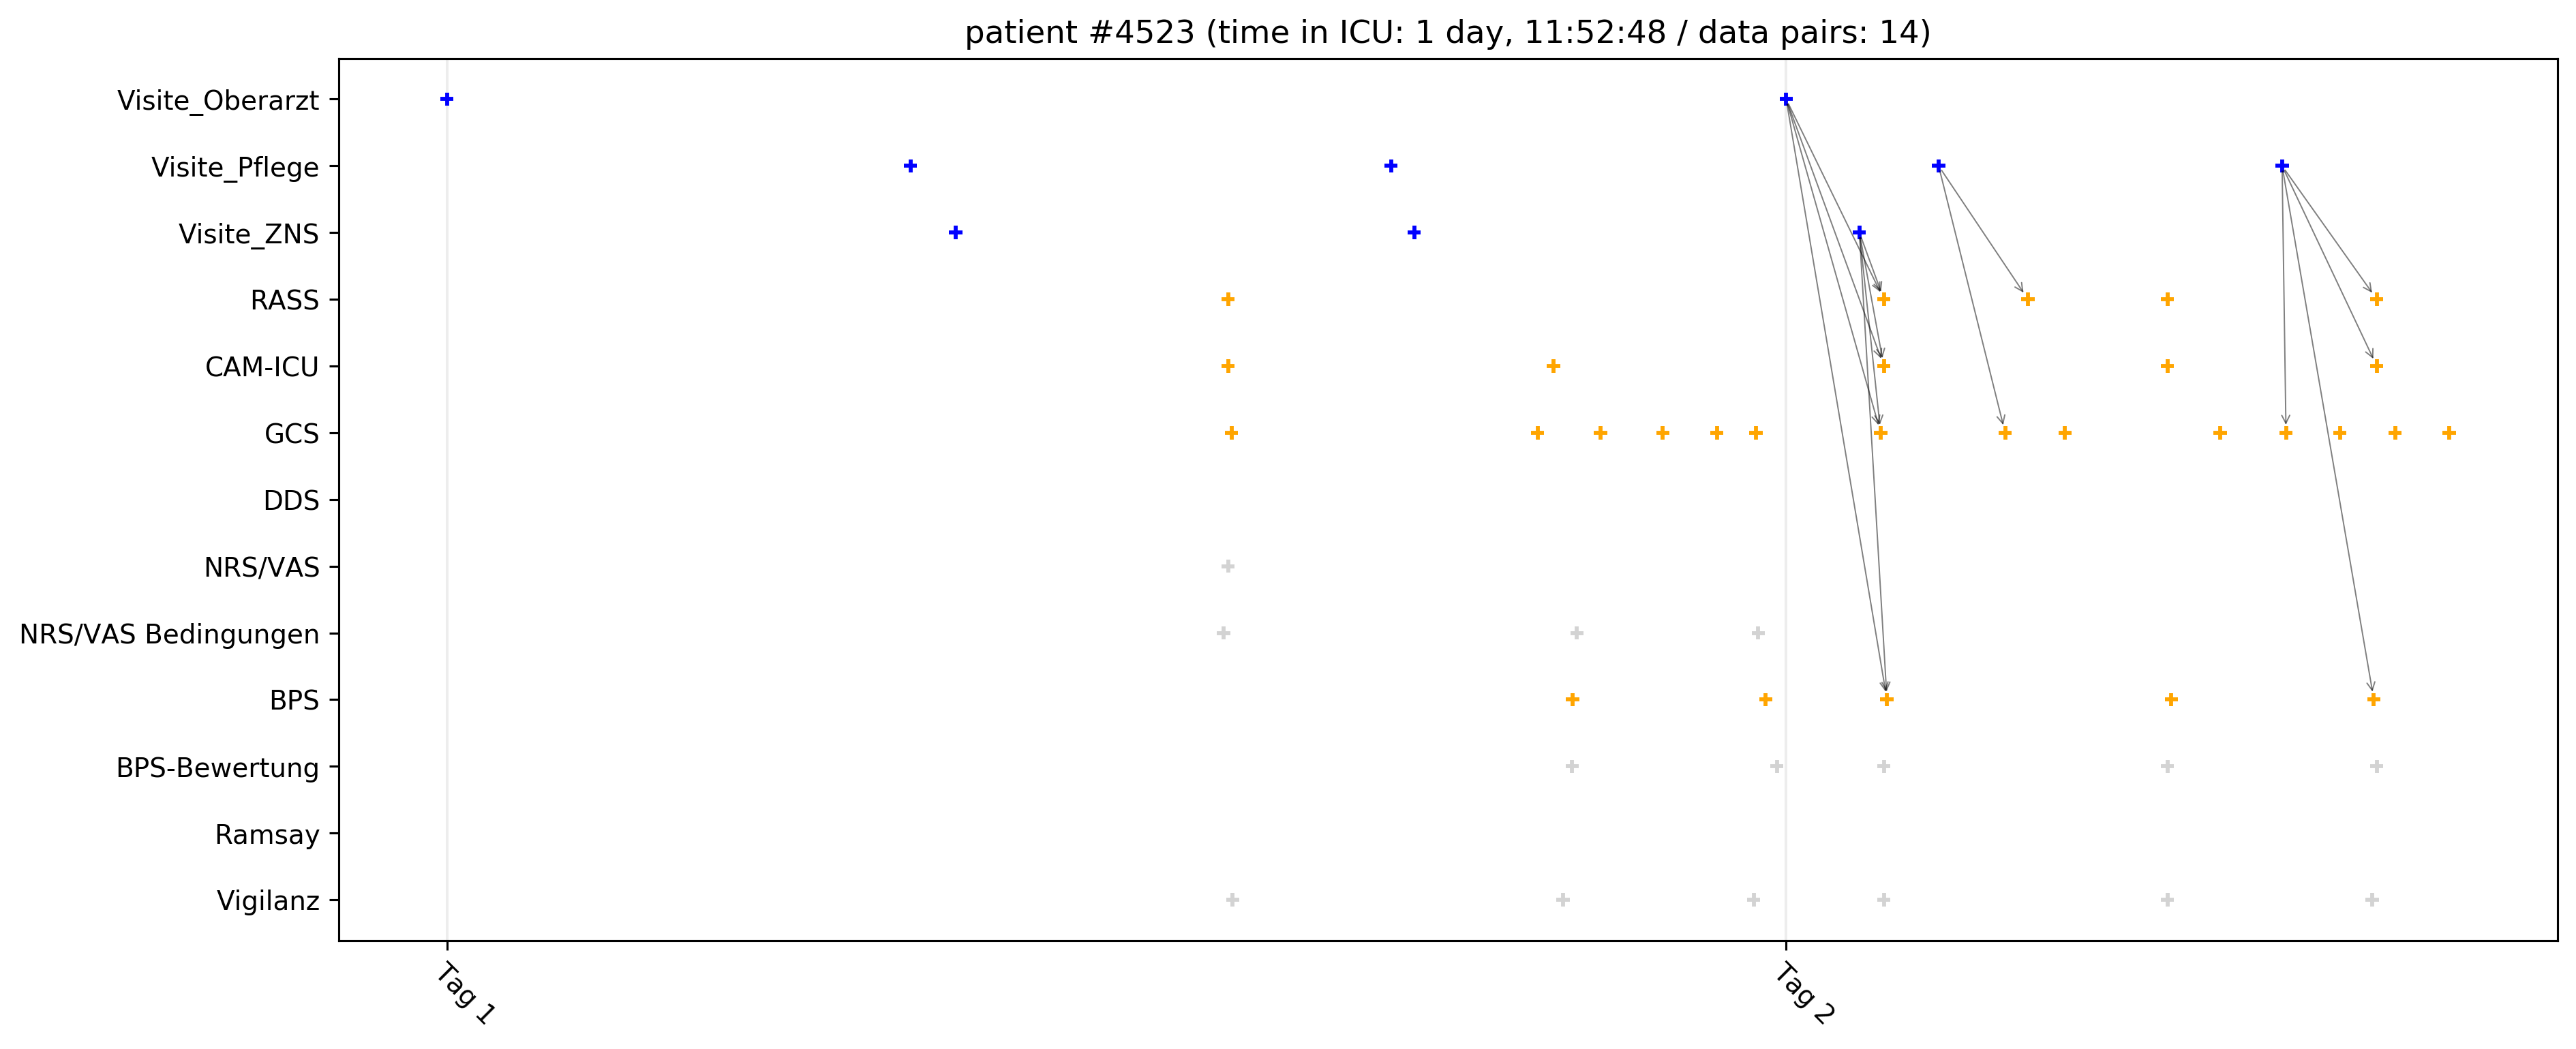 patient #4523 (time in ICU: 1 day, 11:52:48 / data pairs: 14)
Visite_Oberarzt
Visite_Pflege
Visite_ZNS
RASS
CAM-ICU
GCS
DDS
NRS/VAS
NRS/VAS Bedingungen
BPS
BPS-Bewertung
Ramsay
Vigilanz
Tag 1
Tag 2